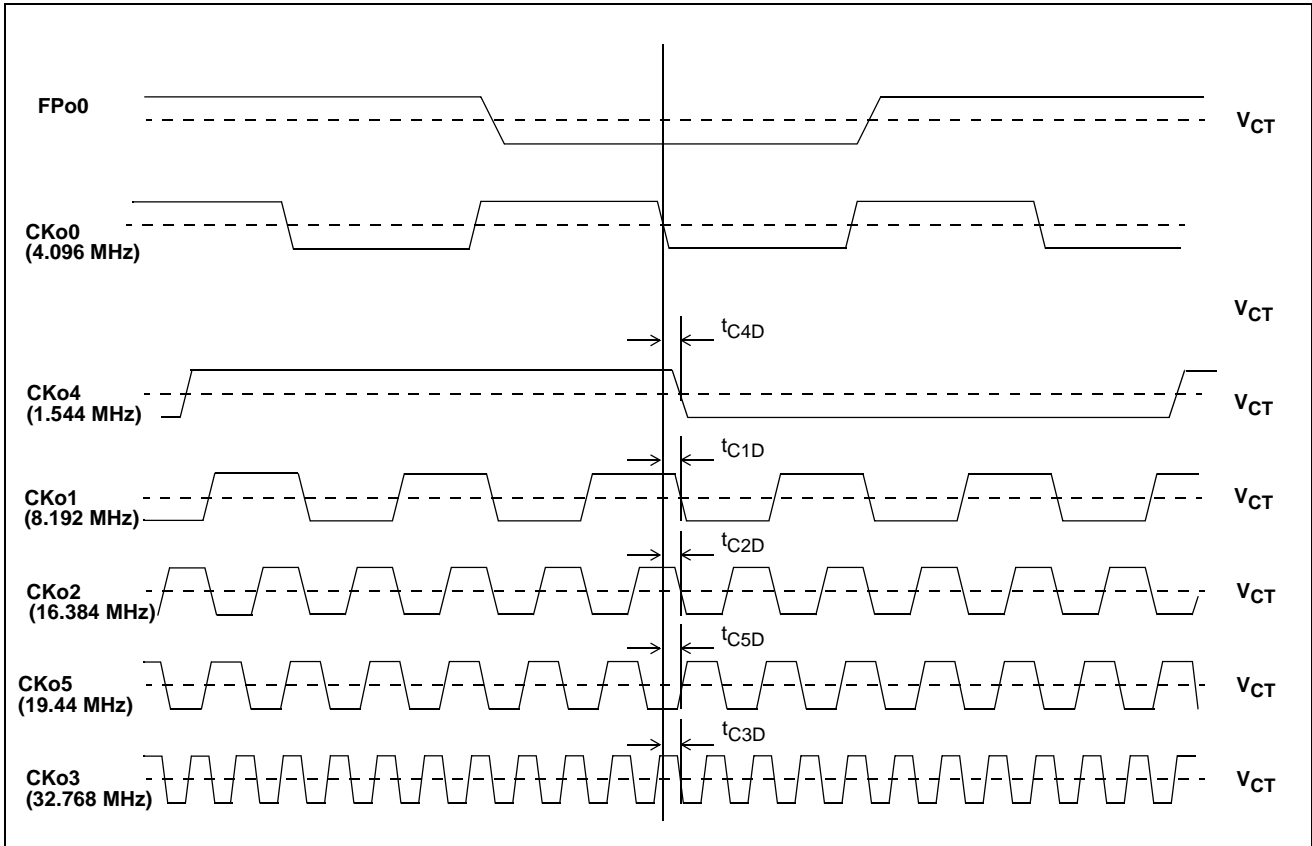 FPo0
VCT
CKo0
(4.096 MHz)
VCT
tC4D
CKo4
(1.544 MHz)
VCT
tC1D
CKo1
(8.192 MHz)
VCT
tC2D
CKo2
(16.384 MHz)
VCT
tC5D
CKo5
(19.44 MHz)
VCT
tC3D
CKo3
(32.768 MHz)
VCT